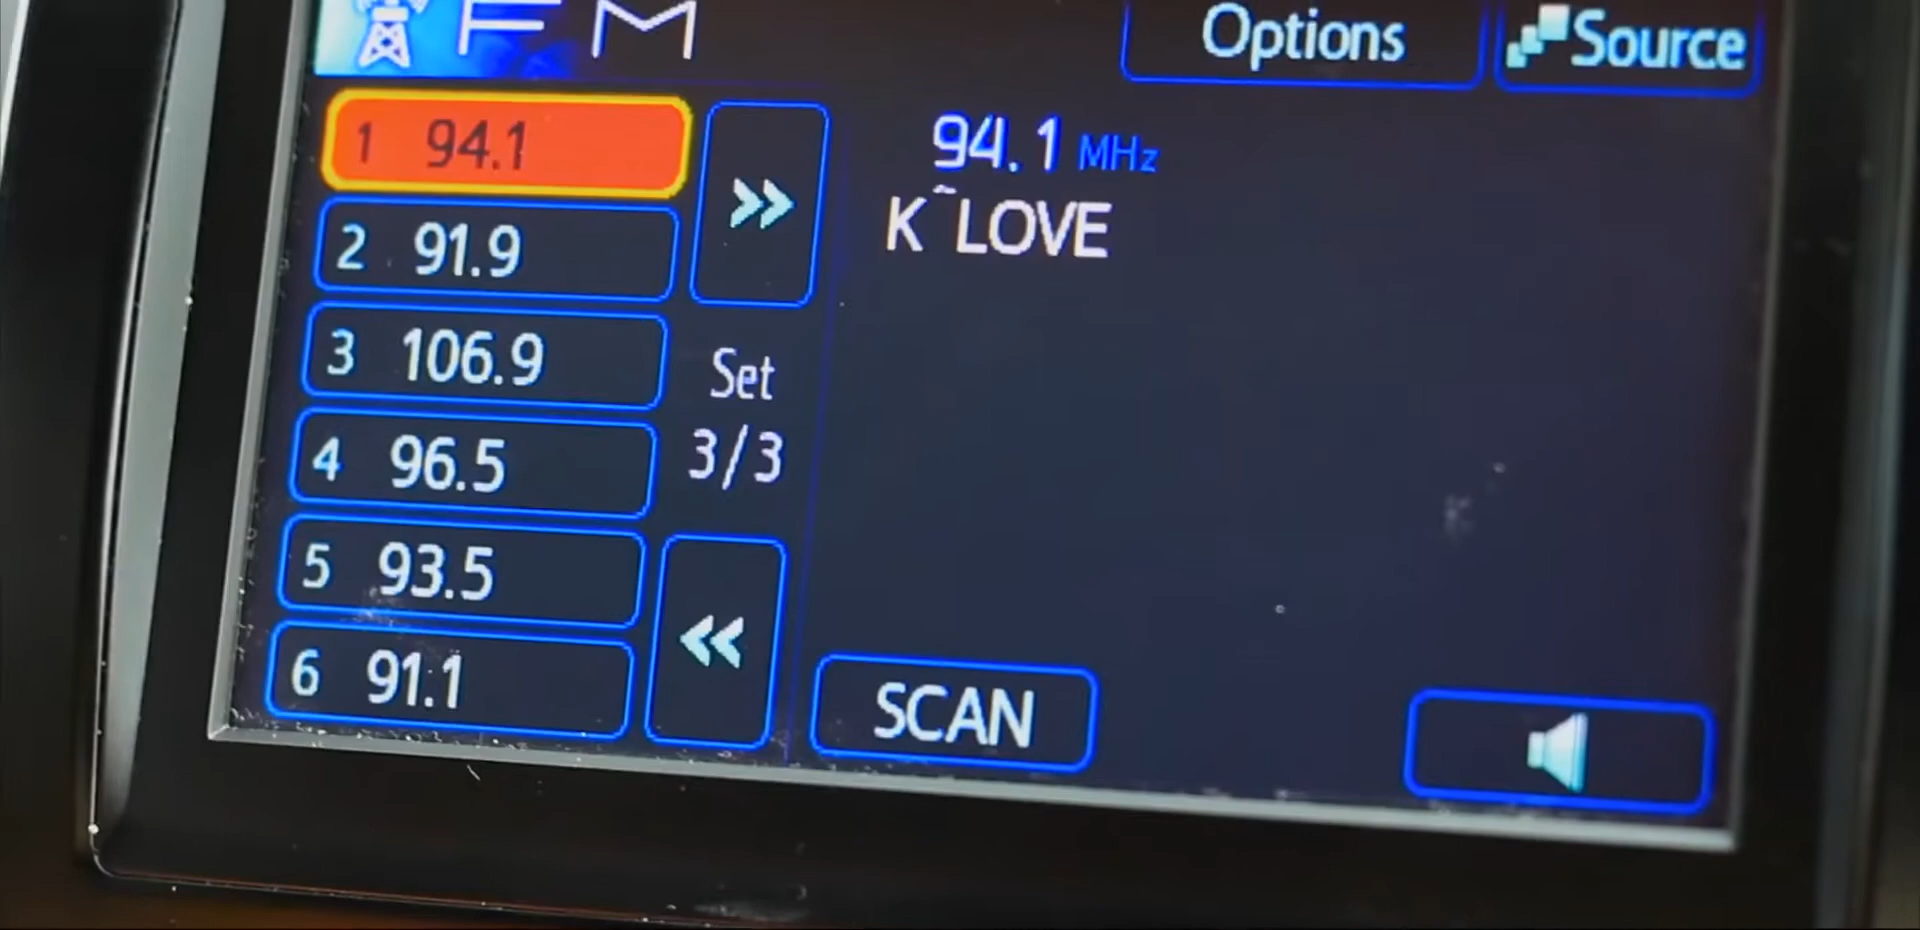 FM
Options
Source
1 94.1
2 91.9
3 106.9
4 96.5
5 93.5
6 91.1
Set
3/3
94.1 MHz
K~LOVE
SCAN